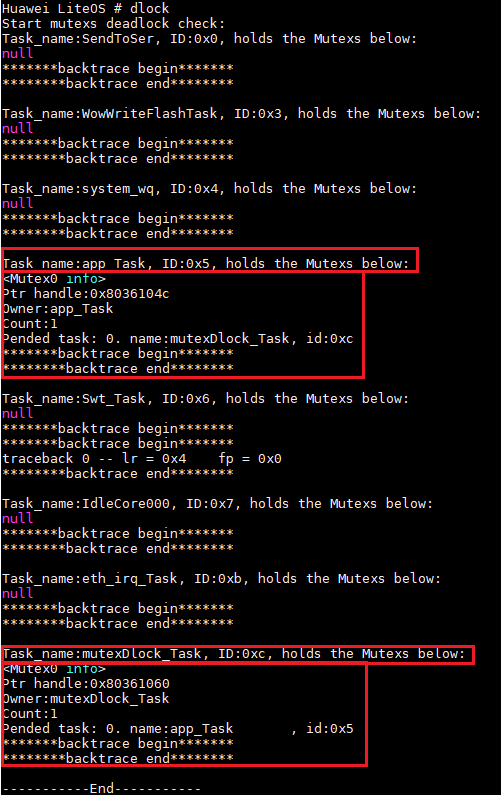 Huawei LiteOS # dlock
Start mutexs deadlock check:
Task_name:SendToSer, ID:0x0, holds the Mutexs below:
null
*******backtrace begin*******
********backtrace end********
Task_name:WowWriteFlashTask, ID:0x3, holds the Mutexs below:
null
*******backtrace begin*******
********backtrace end********
Task_name:system_wq, ID:0x4, holds the Mutexs below:
null
*******backtrace begin*******
********backtrace end********
Task_name:app_Task, ID:0x5, holds the Mutexs below:
<Mutex0 info>
Ptr handle:0x8036104c
Owner:app_Task
Count:1
Pended task: 0. name:mutexDlock_Task, id:0xc
*******backtrace begin*******
********backtrace end********
Task_name:Swt_Task, ID:0x6, holds the Mutexs below:
null
*******backtrace begin*******
*******backtrace begin*******
traceback 0 -- lr = 0x4    fp = 0x0
********backtrace end********
Task_name:IdleCore000, ID:0x7, holds the Mutexs below:
null
*******backtrace begin*******
********backtrace end********
Task_name:eth_irq_Task, ID:0xb, holds the Mutexs below:
null
*******backtrace begin*******
********backtrace end********
Task_name:mutexDlock_Task, ID:0xc, holds the Mutexs below:
<Mutex0 info>
Ptr handle:0x80361060
Owner:mutexDlock_Task
Count:1
Pended task: 0. name:app_Task       , id:0x5
*******backtrace begin*******
********backtrace end********
-----------End-----------